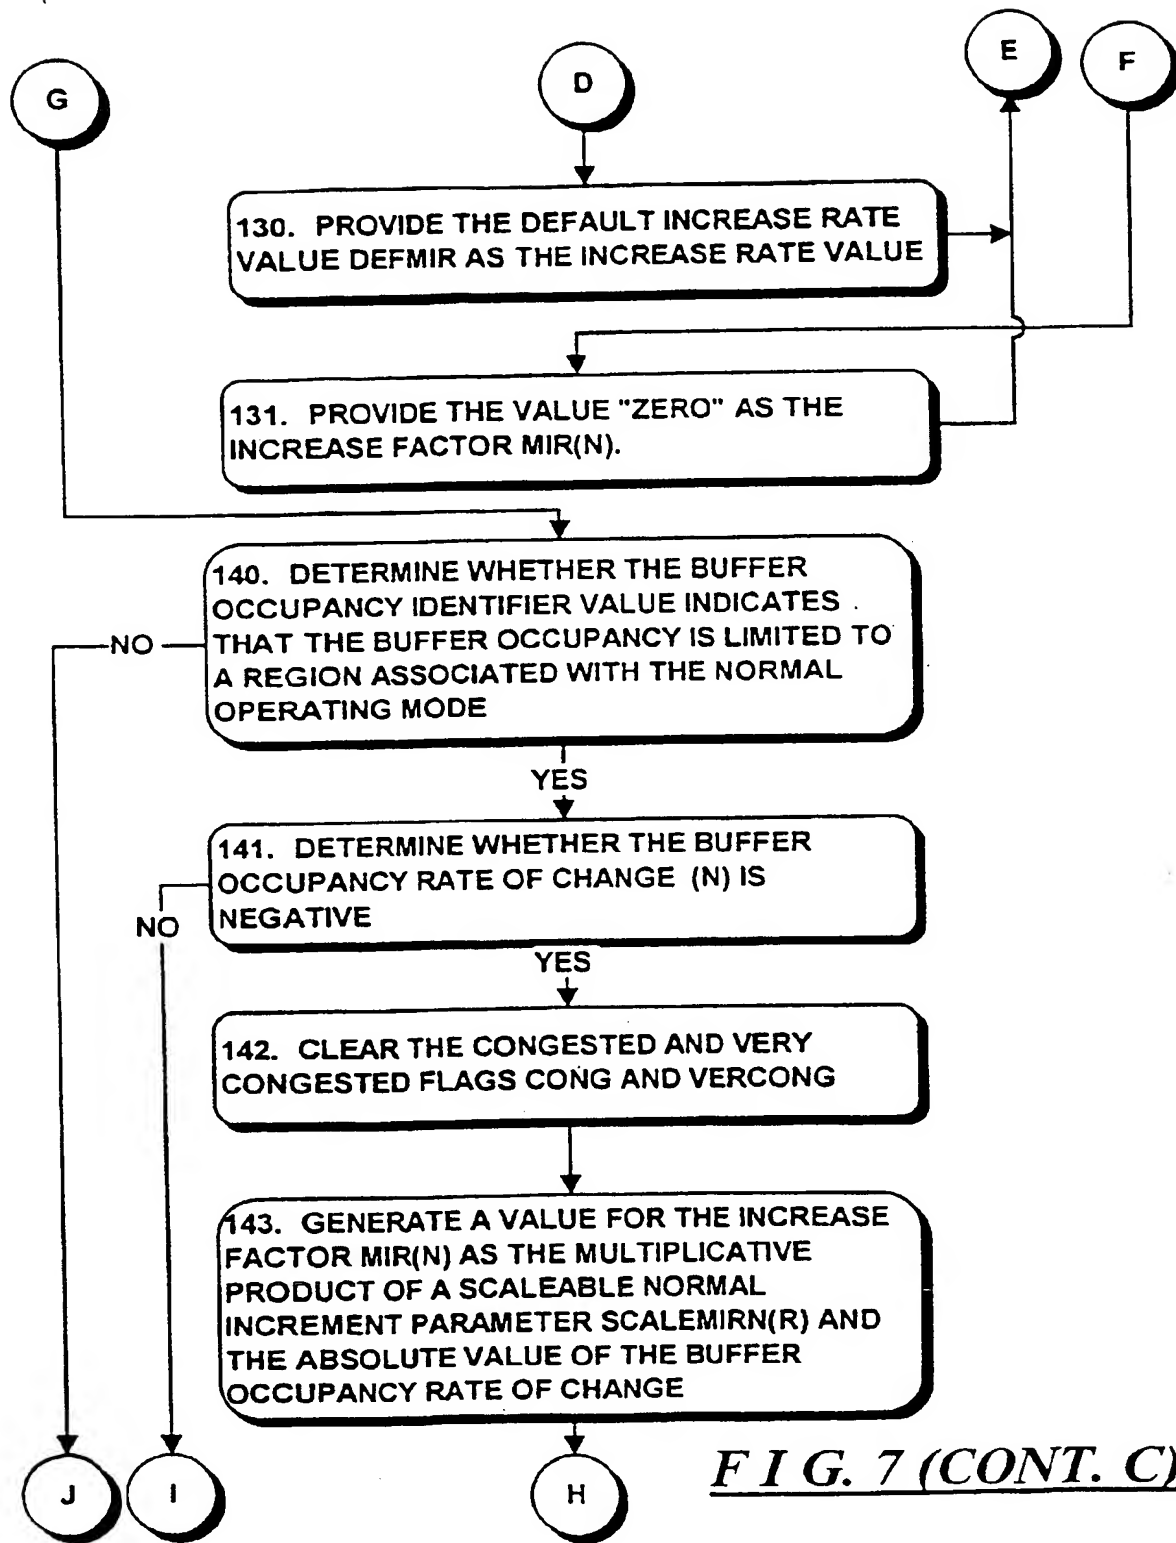 E
F
D
G
130. PROVIDE THE DEFAULT INCREASE RATE
VALUE DEFMIR AS THE INCREASE RATE VALUE
131. PROVIDE THE VALUE "ZERO" AS THE
INCREASE FACTOR MIR(N).
140. DETERMINE WHETHER THE BUFFER
OCCUPANCY IDENTIFIER VALUE INDICATES
THAT THE BUFFER OCCUPANCY IS LIMITED TO
A REGION ASSOCIATED WITH THE NORMAL
OPERATING MODE
NO
YES
141. DETERMINE WHETHER THE BUFFER
OCCUPANCY RATE OF CHANGE (N) IS
NEGATIVE
NO
YES
142. CLEAR THE CONGESTED AND VERY
CONGESTED FLAGS CONG AND VERCONG
143. GENERATE A VALUE FOR THE INCREASE
FACTOR MIR(N) AS THE MULTIPLICATIVE
PRODUCT OF A SCALEABLE NORMAL
INCREMENT PARAMETER SCALEMIRN(R) AND
THE ABSOLUTE VALUE OF THE BUFFER
OCCUPANCY RATE OF CHANGE
J
I
H
FIG. 7 (CONT. C)